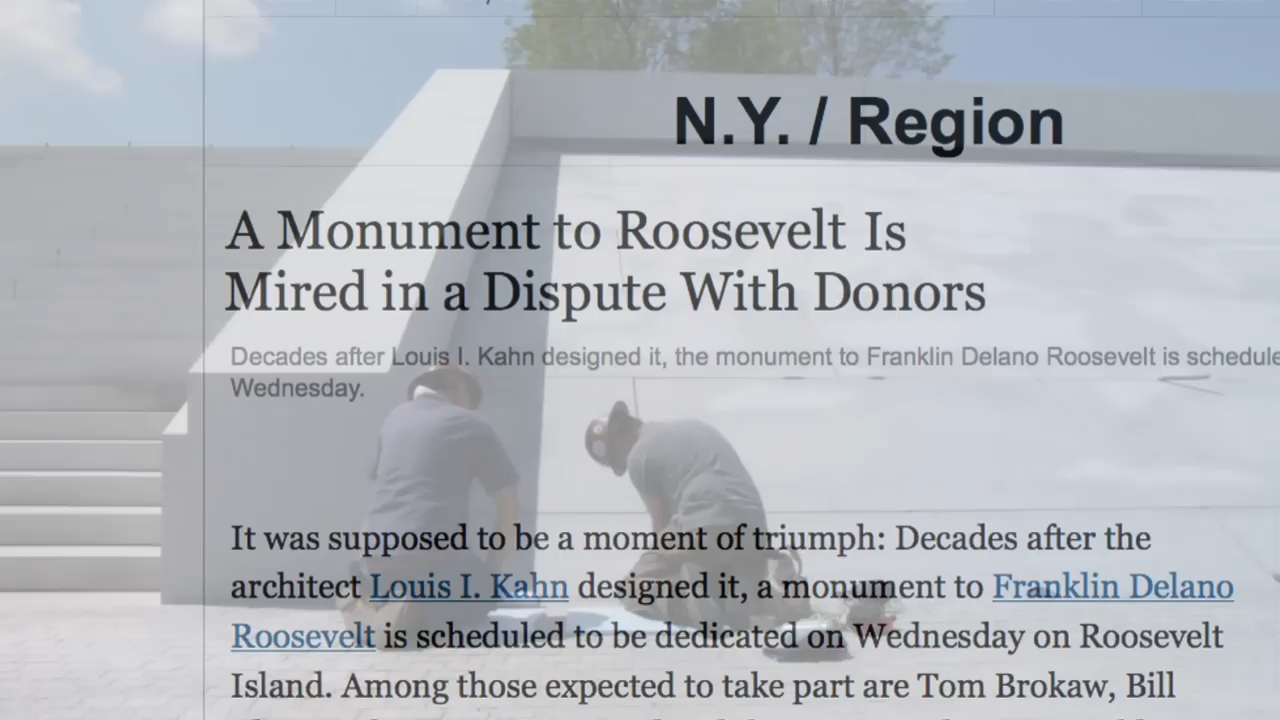 N.Y. / Region
A Monument to Roosevelt Is
Mired in a Dispute With Donors
Decades after Louis I. Kahn designed it, the monument to Franklin Delano Roosevelt is schedule
Wednesday.
It was supposed to be a moment of triumph: Decades after the
architect Louis I. Kahn designed it, a monument to Franklin Delano
Roosevelt is scheduled to be dedicated on Wednesday on Roosevelt
Island. Among those expected to take part are Tom Brokaw, Bill